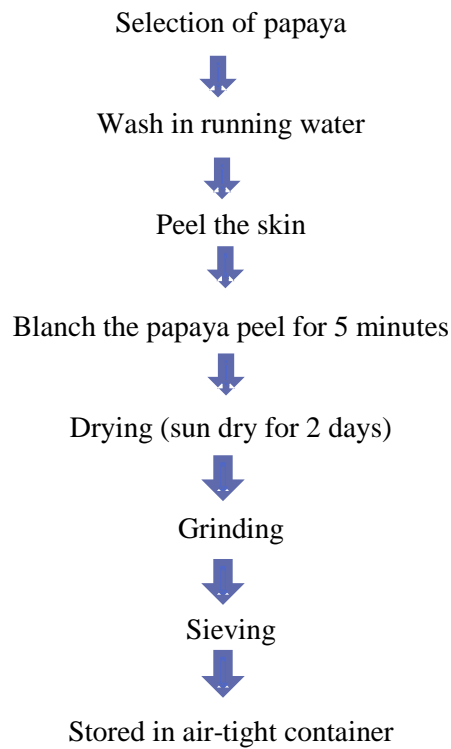 Selection of papaya
Wash in running water
Peel the skin
Blanch the papaya peel for 5 minutes
Drying (sun dry for 2 days)
Grinding
Sieving
Stored in air-tight container